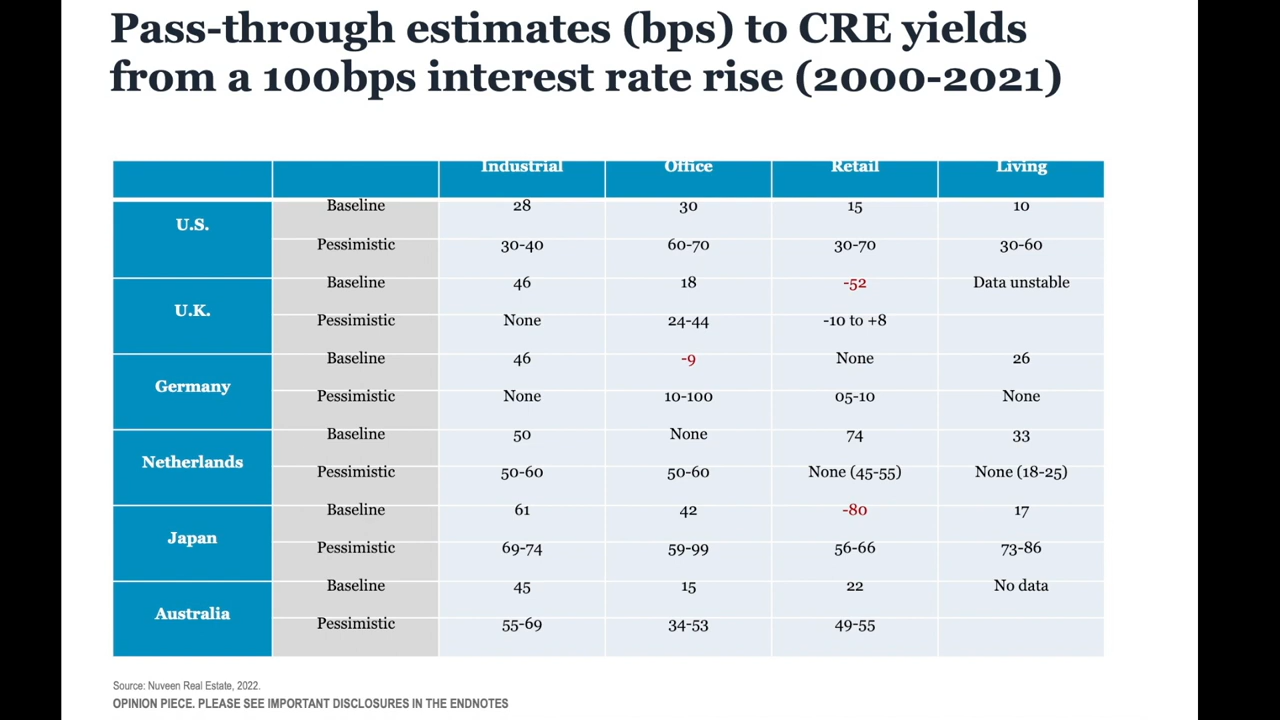 Pass-through estimates (bps) to CRE yields
from a 100bps interest rate rise (2000-2021)
Industrial Office Retail Living
U.S. Baseline 28 30 15 10
Pessimistic 30-40 60-70 30-70 30-60
U.K. Baseline 46 18 -52 Data unstable
Pessimistic None 24-44 -10 to +8
Germany Baseline 46 -9 None 26
Pessimistic None 10-100 05-10 None
Netherlands Baseline 50 None 74 33
Pessimistic 50-60 50-60 None (45-55) None (18-25)
Japan Baseline 61 42 -80 17
Pessimistic 69-74 59-99 56-66 73-86
Australia Baseline 45 15 22 No data
Pessimistic 55-69 34-53 49-55
Source: Nuveen Real Estate, 2022.
OPINION PIECE. PLEASE SEE IMPORTANT DISCLOSURES IN THE ENDNOTES